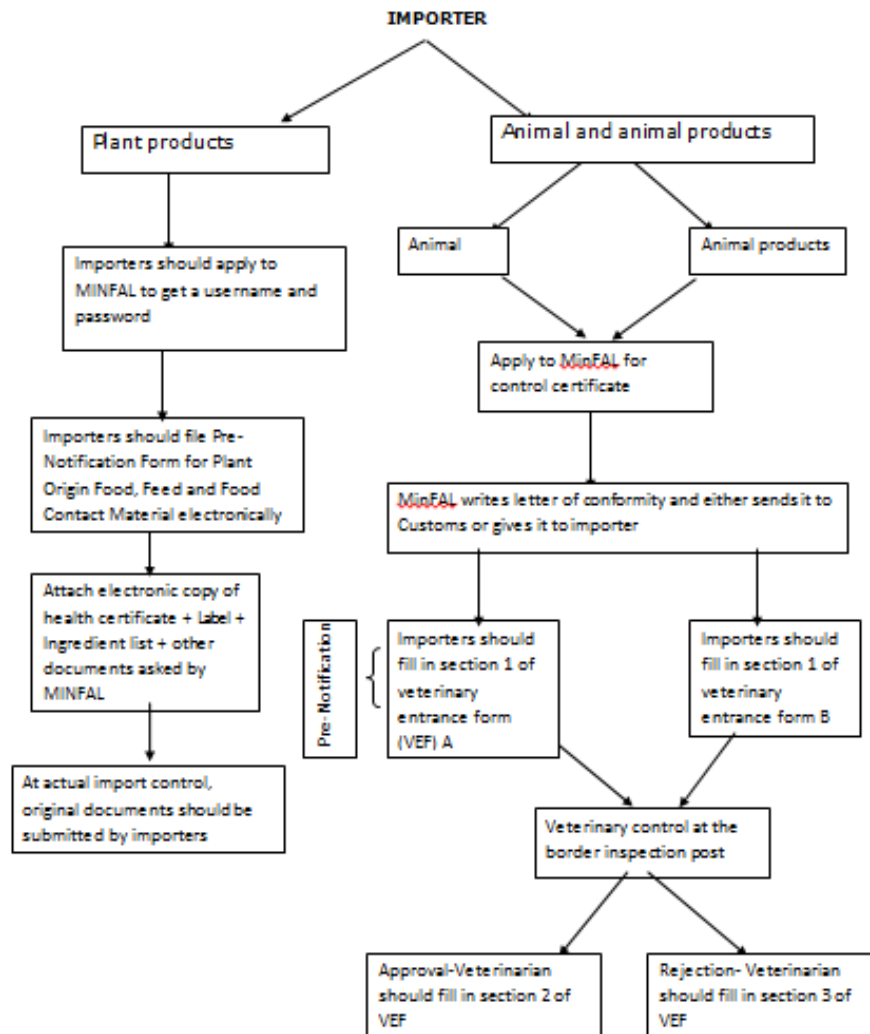 IMPORTER
Plant products
Animal and animal products
Animal
Animal products
Importers should apply to
MINFAL to get a username and
password
Apply to MinFAL for
control certificate
Importers should file Pre-
Notification Form for Plant
Origin Food, Feed and Food
Contact Material electronically
MinFAL writes letter of conformity and either sends it to
Customs or gives it to importer
Attach electronic copy of
health certificate + Label +
Ingredient list + other
documents asked by
MINFAL
Pre-Notification
Importers should
fill in section 1 of
veterinary
entrance form
(VEF) A
Importers should
fill in section 1 of
veterinary
entrance form B
At actual import control,
original documents should be
submitted by importers
Veterinary control at the
border inspection post
Approval-Veterinarian
should fill in section 2 of
VEF
Rejection- Veterinarian
should fill in section 3 of
VEF